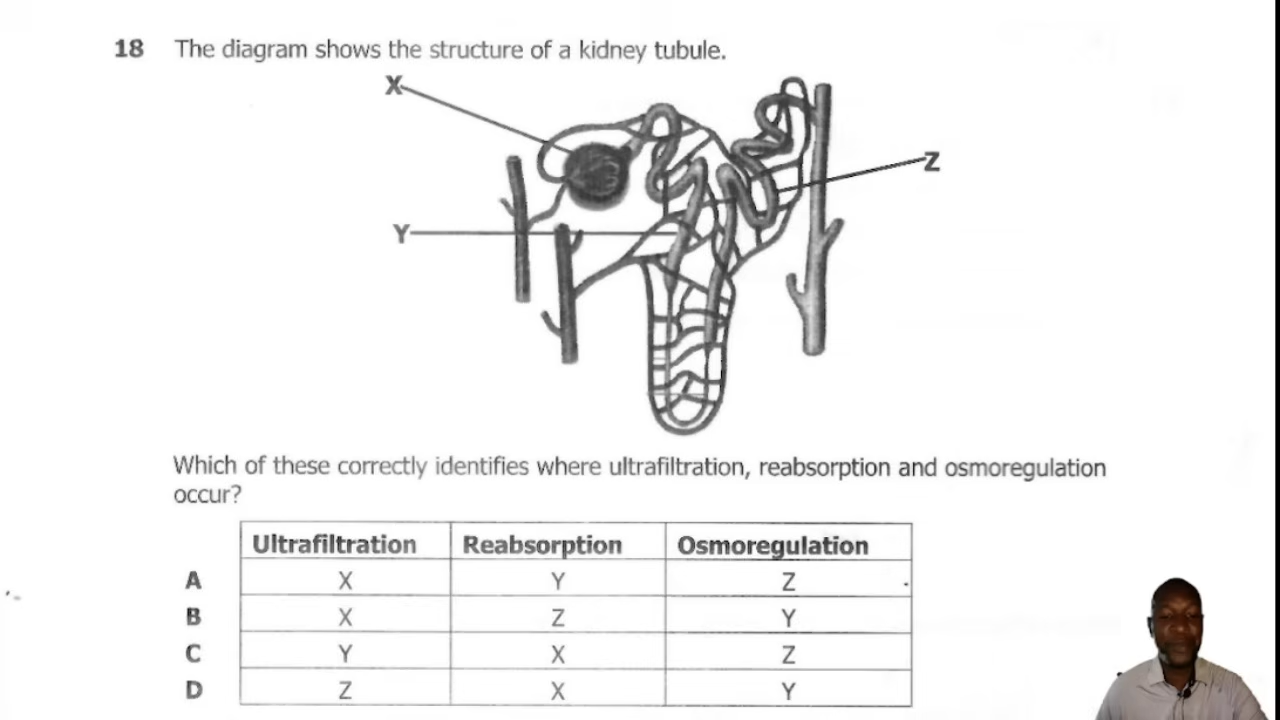 18 The diagram shows the structure of a kidney tubule.
X
Z
Y
Which of these correctly identifies where ultrafiltration, reabsorption and osmoregulation
occur?
Ultrafiltration Reabsorption Osmoregulation
A X Y Z
B X Z Y
C Y X Z
D Z X Y